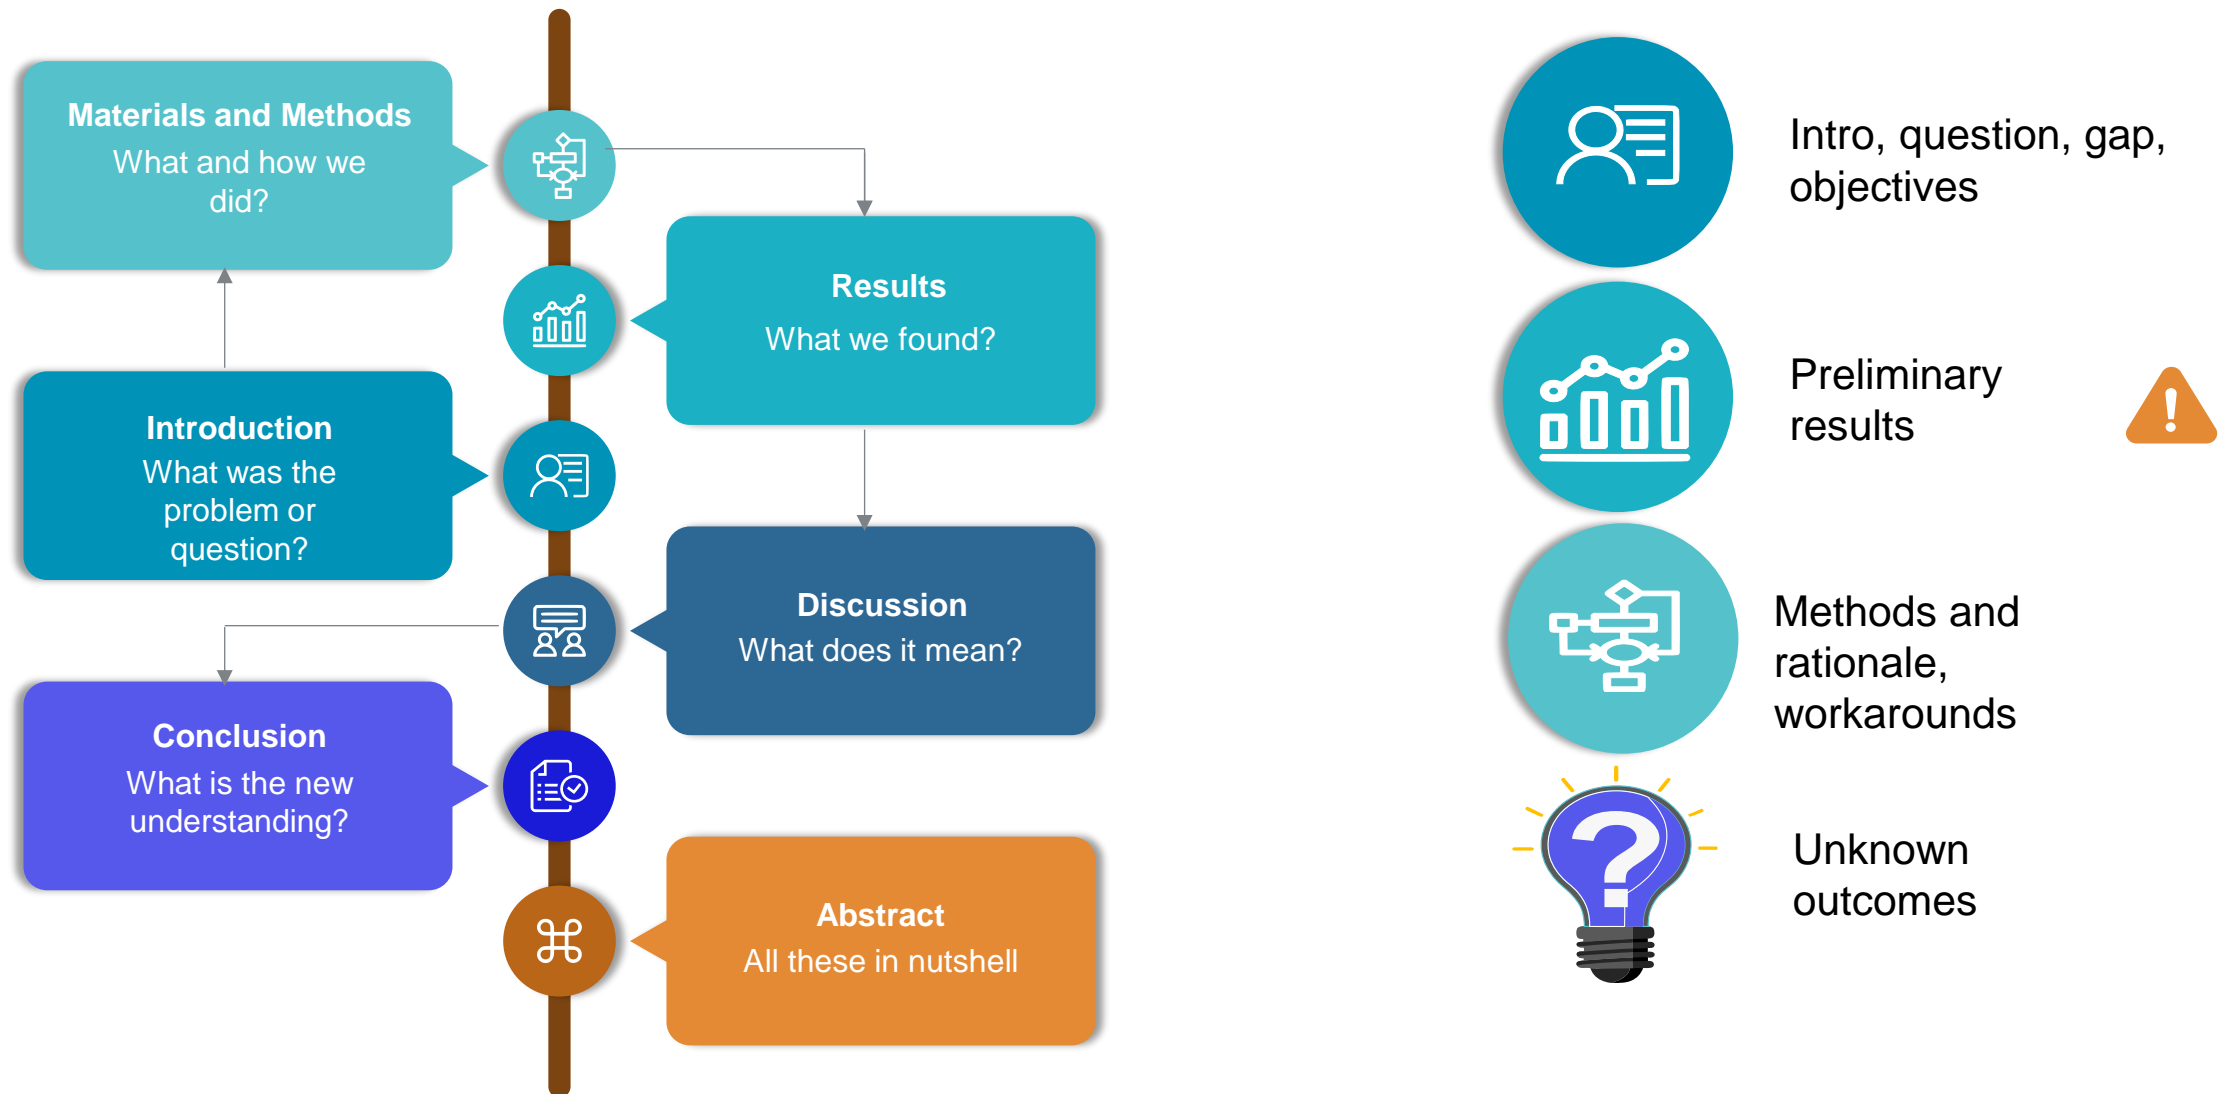 Materials and Methods
What and how we
did?
Results
What we found?
Introduction
What was the
problem or
question?
Discussion
What does it mean?
Conclusion
What is the new
understanding?
Abstract
All these in nutshell
Intro, question, gap,
objectives
Preliminary
results
!
Methods and
rationale,
workarounds
?
Unknown
outcomes